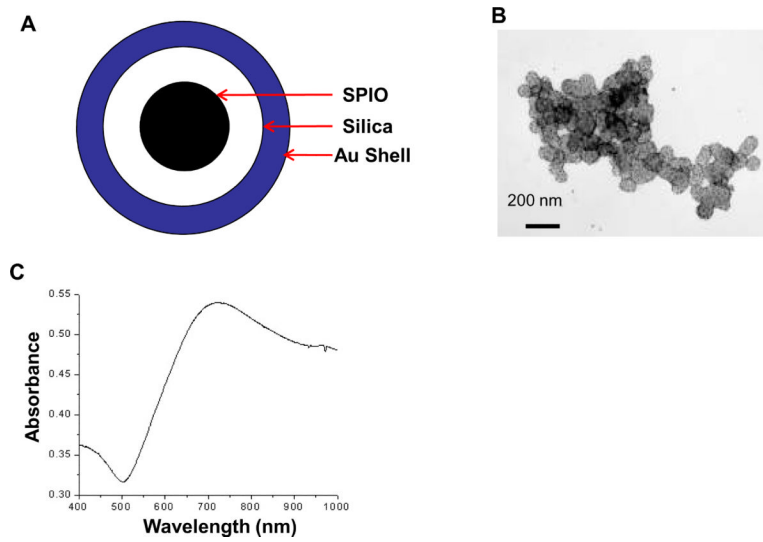 A
SPIO
Silica
Au Shell
B
200 nm
C
0.55
0.50
0.45
0.40
0.35
0.30
Absorbance
400 500 600 700 800 900 1000
Wavelength (nm)